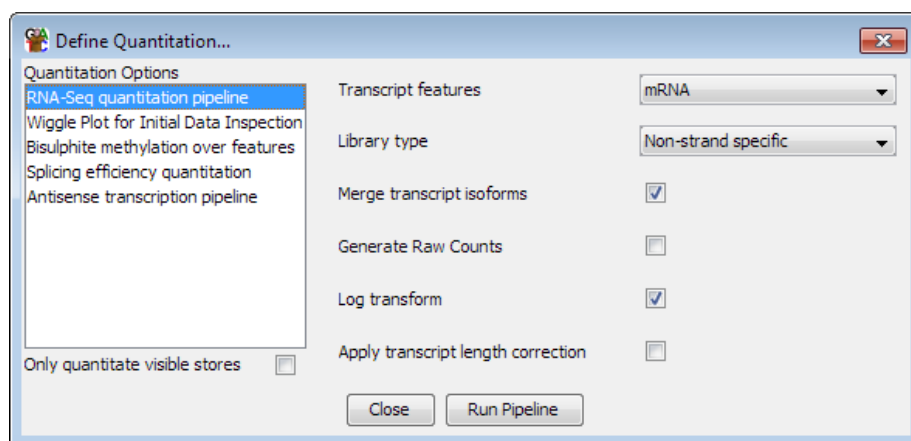 Define Quantitation...
Quantitation Options
RNA-Seq quantitation pipeline
Wiggle Plot for Initial Data Inspection
Bisulphite methylation over features
Splicing efficiency quantitation
Antisense transcription pipeline
Only quantitate visible stores
Transcript features mRNA
Library type Non-strand specific
Merge transcript isoforms
Generate Raw Counts
Log transform
Apply transcript length correction
Close Run Pipeline